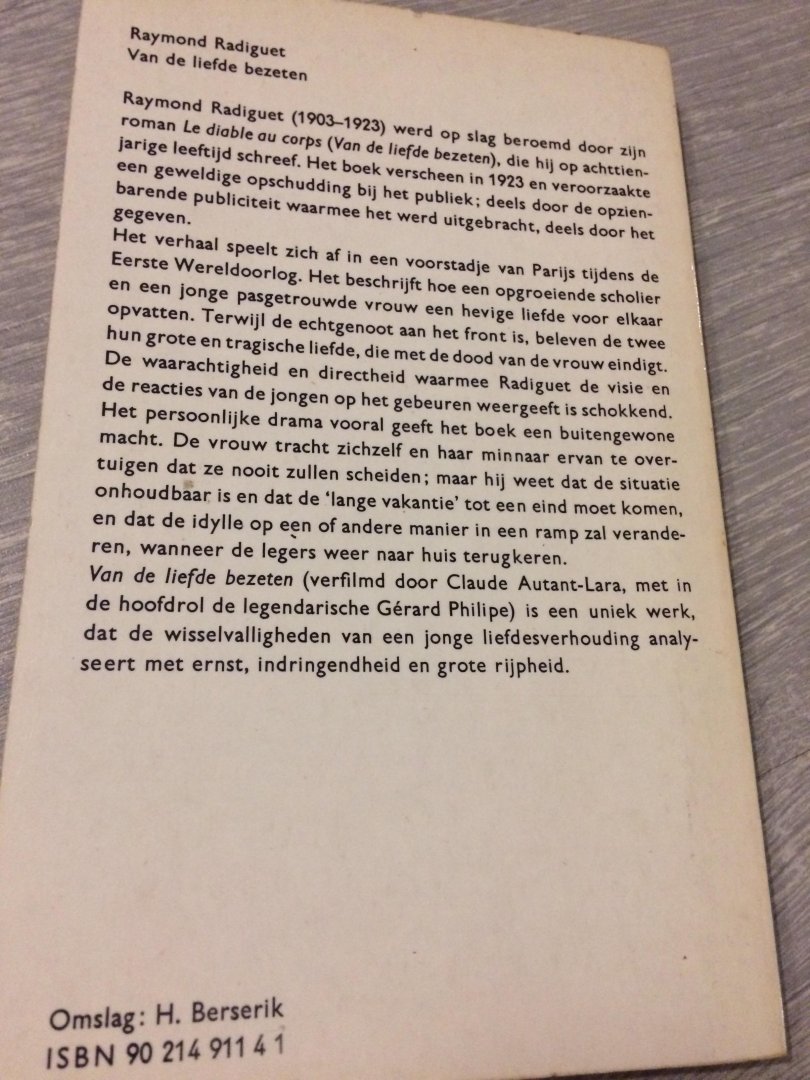 Raymond Radiguet
Van de liefde bezeten
Raymond Radiguet (1903–1923) werd op slag beroemd door zijn
roman Le diable au corps (Van de liefde bezeten), die hij op achttien-
jarige leeftijd schreef. Het boek verscheen in 1923 en veroorzaakte
een geweldige opschudding bij het publiek; deels door de opzien-
barende publiciteit waarmee het werd uitgebracht, deels door het
gegeven.
Het verhaal speelt zich af in een voorstadje van Parijs tijdens de
Eerste Wereldoorlog. Het beschrijft hoe een opgroeiende scholier
en een jonge pasgetrouwde vrouw een hevige liefde voor elkaar
opvatten. Terwijl de echtgenoot aan het front is, beleven de twee
hun grote en tragische liefde, die met de dood van de vrouw eindigt.
De waarachtigheid en directheid waarmee Radiguet de visie en
de reacties van de jongen op het gebeuren weergeeft is schokkend.
Het persoonlijke drama vooral geeft het boek een buitengewone
macht. De vrouw tracht zichzelf en haar minnaar ervan te over-
tuigen dat ze nooit zullen scheiden; maar hij weet dat de situatie
onhoudbaar is en dat de ‘lange vakantie’ tot een eind moet komen,
en dat de idylle op een of andere manier in een ramp zal verande-
ren, wanneer de legers weer naar huis terugkeren.
Van de liefde bezeten (verfilmd door Claude Autant-Lara, met in
de hoofdrol de legendarische Gérard Philipe) is een uniek werk,
dat de wisselvalligheden van een jonge liefdesverhouding analy-
seert met ernst, indringendheid en grote rijpheid.
Omslag: H. Berserik
ISBN 90 214 911 4 1